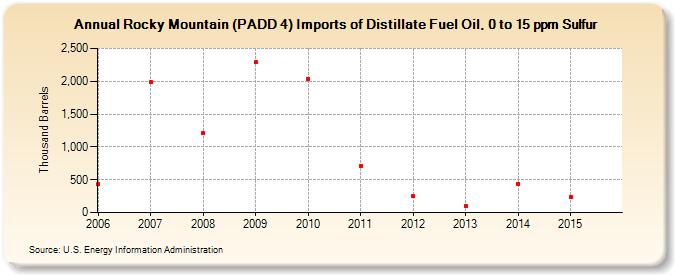 Annual Rocky Mountain (PADD 4) Imports of Distillate Fuel Oil, 0 to 15 ppm Sulfur
Thousand Barrels
2,500
2,000
1,500
1,000
500
0
2006 2007 2008 2009 2010 2011 2012 2013 2014 2015
Source: U.S. Energy Information Administration